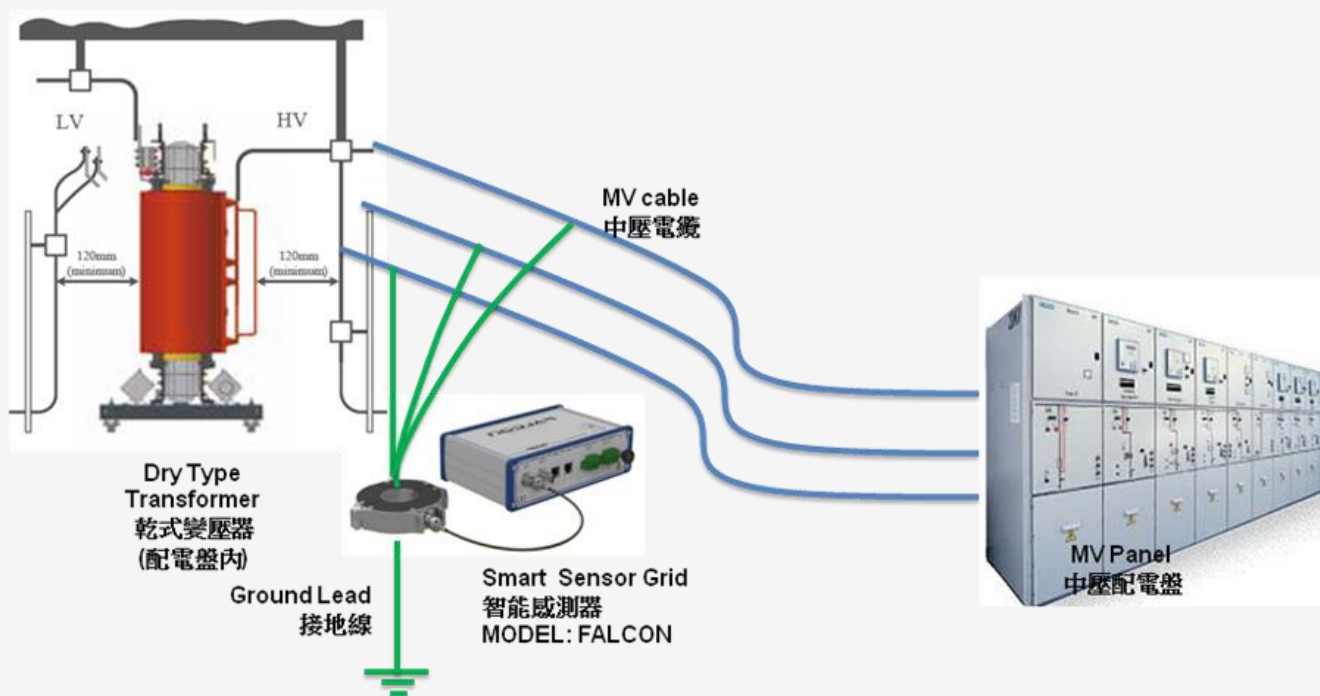 LV
HV
120mm
(minimum)
120mm
(minimum)
MV cable
中壓電纜
Dry Type
Transformer
乾式變壓器
(配電盤內)
Ground Lead
接地線
Smart Sensor Grid
智能感測器
MODEL: FALCON
MV Panel
中壓配電盤